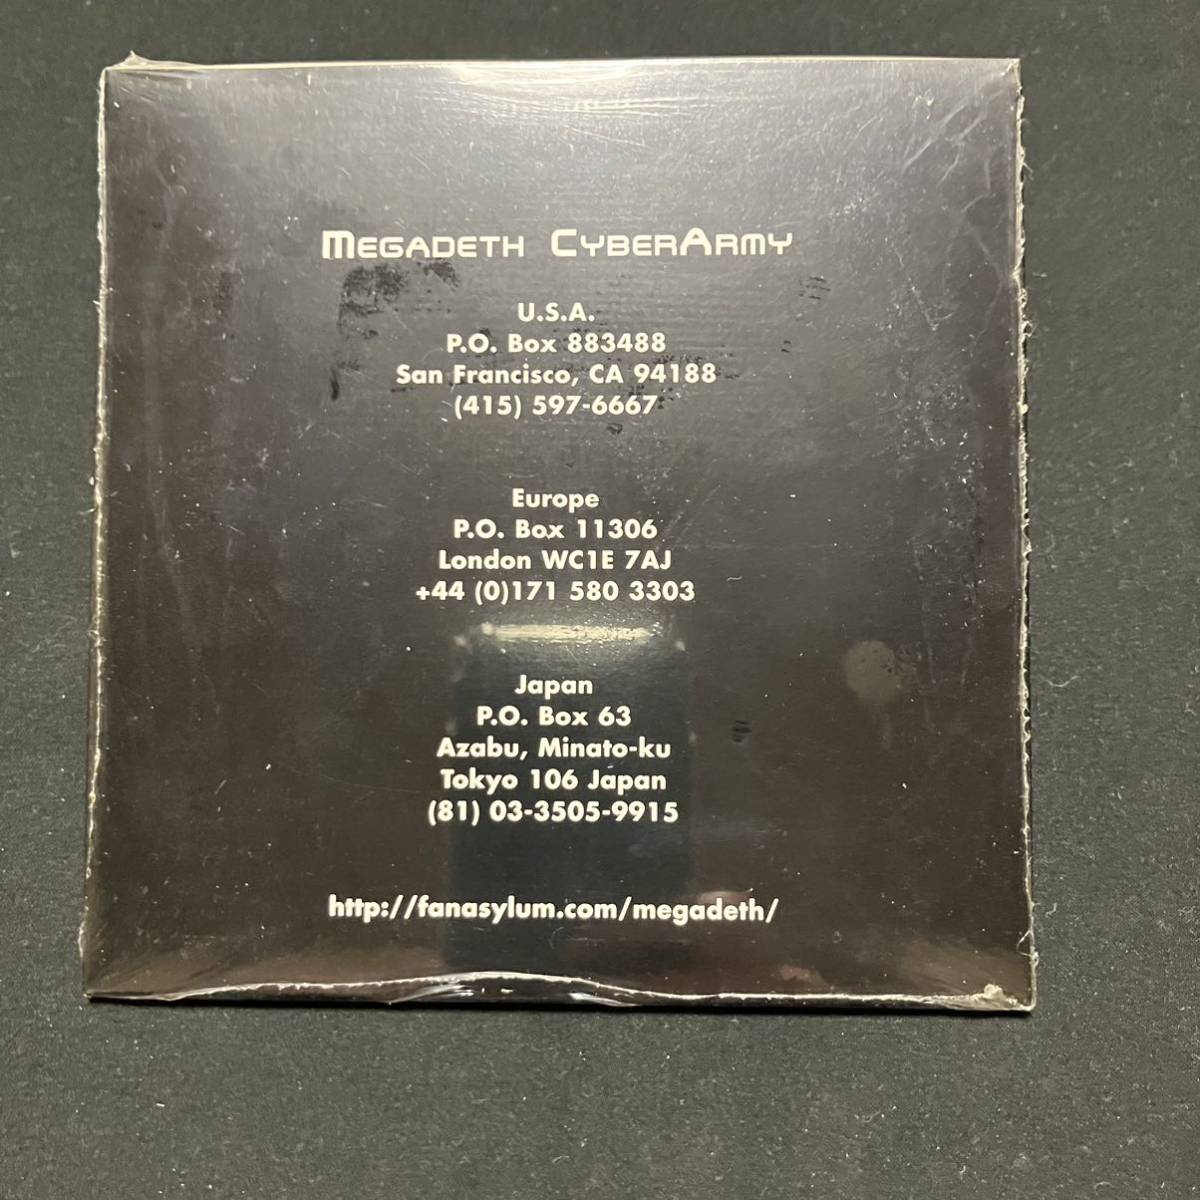 MEGADETH CYBERARMY
U.S.A.
P.O. Box 883488
San Francisco, CA 94188
(415) 597-6667
Europe
P.O. Box 11306
London WC1E 7AJ
+44 (0)171 580 3303
Japan
P.O. Box 63
Azabu, Minato-ku
Tokyo 106 Japan
(81) 03-3505-9915
http://fanasylum.com/megadeth/